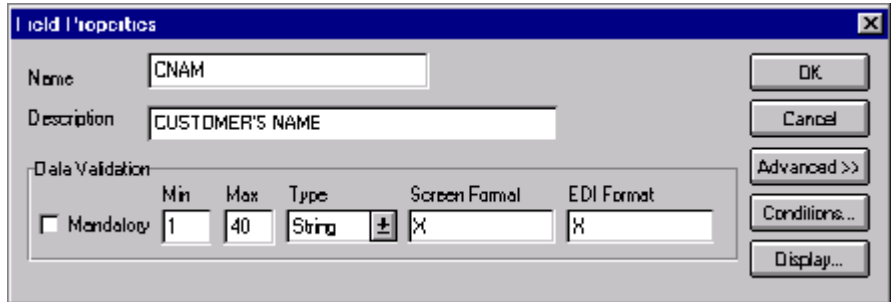 Field Properties
Name CNAM OK
Description CUSTOMER'S NAME Cancel
Data Validation Advanced >>
Min Max Type Screen Format EDI Format
Mandatory 1 40 String X X Conditions...
Display...